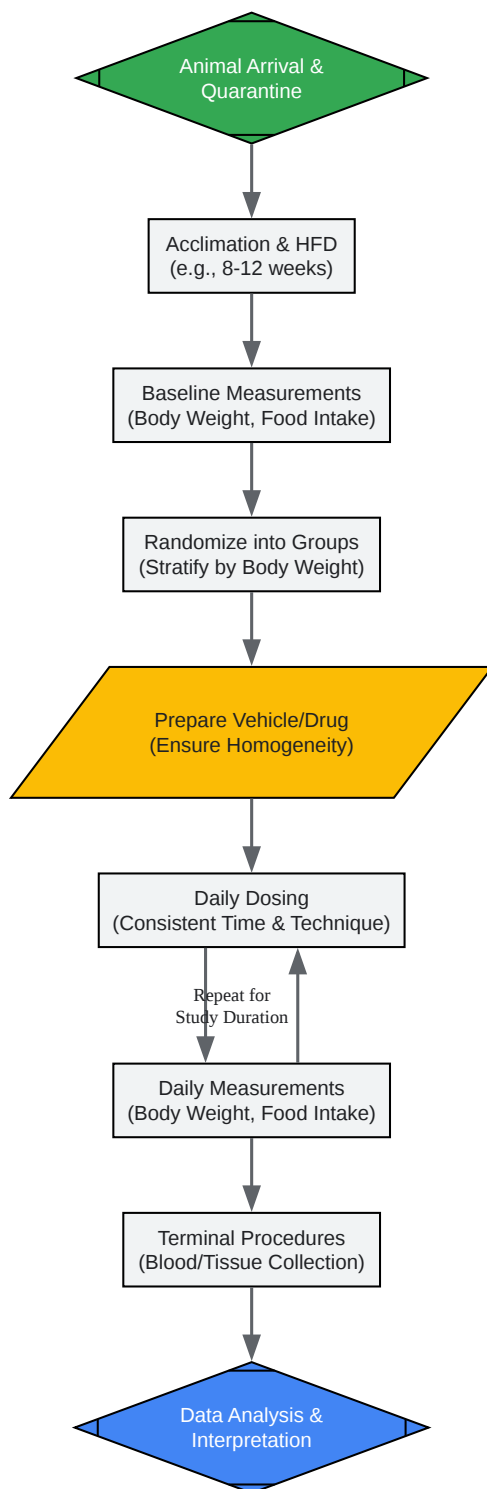 Animal Arrival &
Quarantine
Acclimation & HFD
(e.g., 8-12 weeks)
Baseline Measurements
(Body Weight, Food Intake)
Randomize into Groups
(Stratify by Body Weight)
Prepare Vehicle/Drug
(Ensure Homogeneity)
Daily Dosing
(Consistent Time & Technique)
Repeat for
Study Duration
Daily Measurements
(Body Weight, Food Intake)
Terminal Procedures
(Blood/Tissue Collection)
Data Analysis &
Interpretation